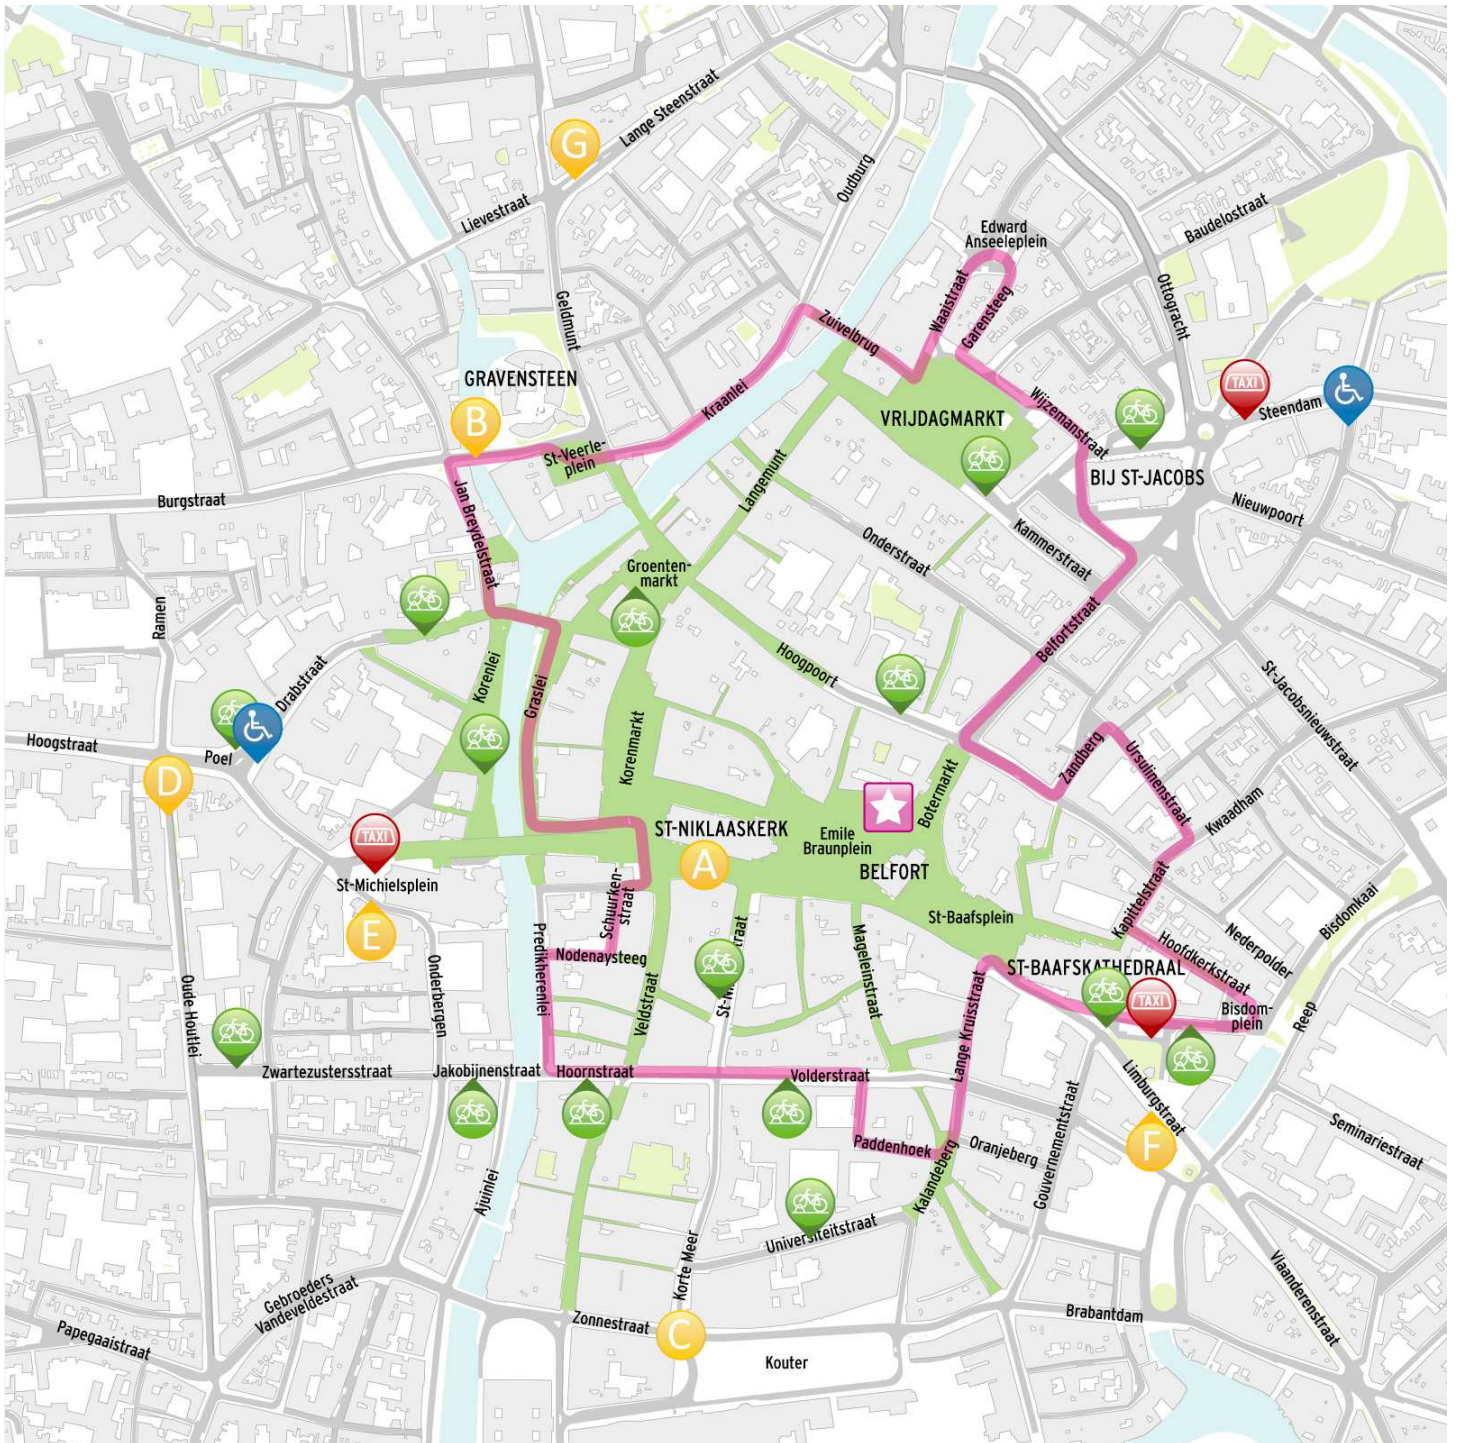 G
Lange Steenstraat
Lievestraat
Oudburg
Edward
Anseeleplein
Baudelostraat
Ottogracht
Geldmunt
Zuivelbrug
Waaistraat
Garensteeg
GRAVENSTEEN
B
Kraanlei
VRIJDAGMARKT
Wijzemanstraat
TAXI
Steendam
St-Veerle-
plein
BIJ ST-JACOBS
Burgstraat
Jan Breydelstraat
Langemunt
Nieuwpoort
Onderstraat
Kammerstraat
Groenten-
markt
Ramen
Belfortstraat
Drabstraat
Korenlei
Graslei
Hoogpoort
St-Jacobsnieuwstraat
Hoogstraat
Poel
D
Korenmarkt
Zandberg
Ursulinenstraat
Botermarkt
Kwaadham
TAXI
ST-NIKLAASKERK
A
Emile
Braunplein
BELFORT
St-Michielsplein
E
Schuurken-
straat
St-Baafsplein
Kapittelstraat
Bisdomkaai
Predikherenlei
Nodenaysteeg
Mageleinstraat
Nederpolder
Hoofdkerkstraat
Oude Houtlei
Onderbergen
Veldstraat
ST-BAAFSKATHEDRAAL
TAXI
Bisdom-
plein
Reep
Lange Kruisstraat
Zwartezustersstraat
Jakobijnenstraat
Hoornstraat
Volderstraat
Limburgstraat
F
Paddenhoek
Oranjeberg
Gouvernementstraat
Seminariestraat
Ajuinlei
Kalandeberg
Universiteitstraat
Korte Meer
Gebroeders
Vandeveldestraat
Vlaanderenstraat
Papegaaistraat
Zonnestraat
C
Brabantdam
Kouter